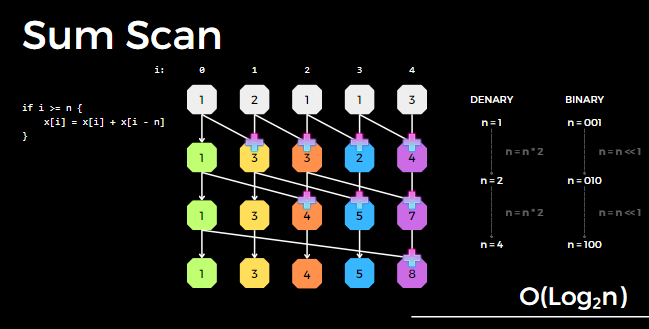 Sum Scan
i: 0 1 2 3 4
if i >= n {
x[i] = x[i] + x[i - n]
}
1 2 1 1 3
DENARY BINARY
n = 1 n = 001
1 3 3 2 4
n = n * 2 n = n << 1
n = 2 n = 010
1 3 4 5 7
n = n * 2 n = n << 1
n = 4 n = 100
1 3 4 5 8
O(Log₂n)